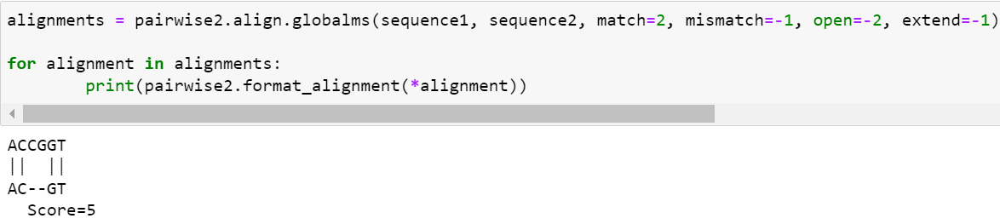 alignments = pairwise2.align.globalms(sequence1, sequence2, match=2, mismatch=-1, open=-2, extend=-1)
for alignment in alignments:
        print(pairwise2.format_alignment(*alignment))
ACCGGT
||  ||
AC--GT
  Score=5